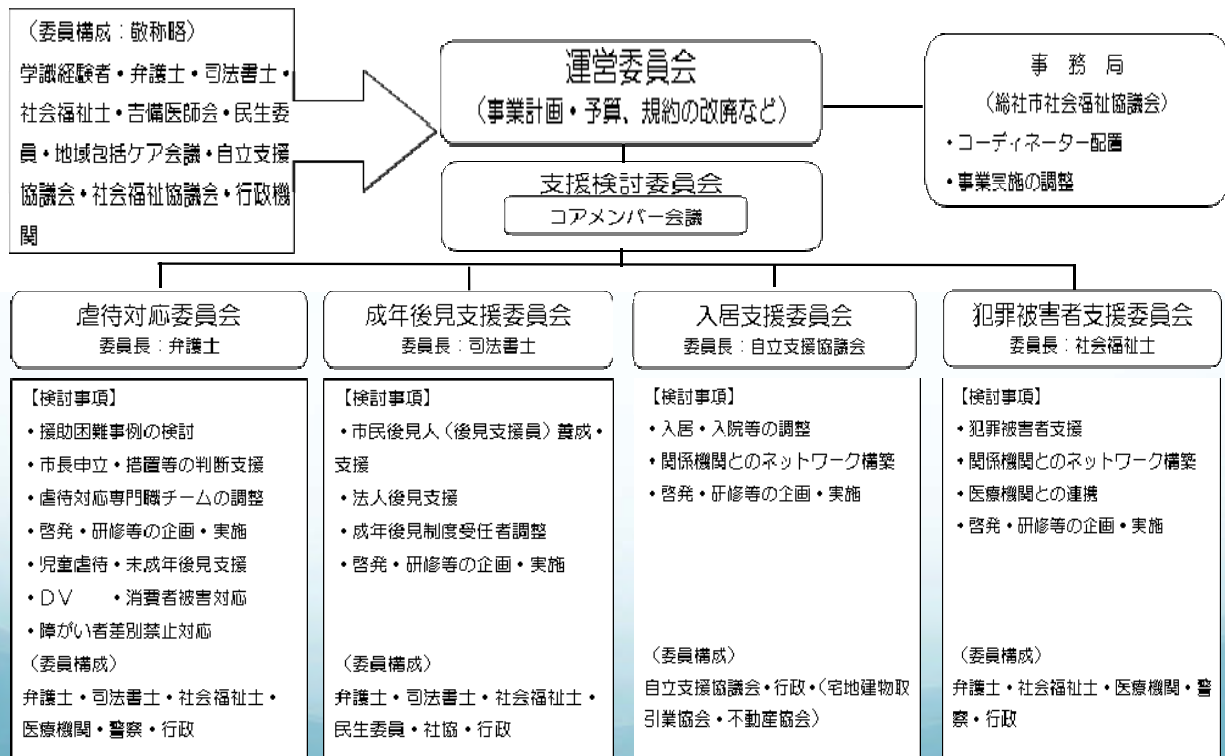 （委員構成：敬称略）
学識経験者・弁護士・司法書士・
社会福祉士・吉備医師会・民生委
員・地域包括ケア会議・自立支援
協議会・社会福祉協議会・行政機
関
運営委員会
（事業計画・予算、規約の改廃など）
事 務 局
（総社市社会福祉協議会）
・コーディネーター配置
・事業実施の調整
支援検討委員会
コアメンバー会議
虐待対応委員会
委員長：弁護士
【検討事項】
・援助困難事例の検討
・市長申立・措置等の判断支援
・虐待対応専門職チームの調整
・啓発・研修等の企画・実施
・児童虐待・未成年後見支援
・ＤＶ　・消費者被害対応
・障がい者差別禁止対応
（委員構成）
弁護士・司法書士・社会福祉士・
医療機関・警察・行政
成年後見支援委員会
委員長：司法書士
【検討事項】
・市民後見人（後見支援員）養成・
支援
・法人後見支援
・成年後見制度受任者調整
・啓発・研修等の企画・実施
（委員構成）
弁護士・司法書士・社会福祉士・
民生委員・社協・行政
入居支援委員会
委員長：自立支援協議会
【検討事項】
・入居・入院等の調整
・関係機関とのネットワーク構築
・啓発・研修等の企画・実施
（委員構成）
自立支援協議会・行政・（宅地建物取
引業協会・不動産協会）
犯罪被害者支援委員会
委員長：社会福祉士
【検討事項】
・犯罪被害者支援
・関係機関とのネットワーク構築
・医療機関との連携
・啓発・研修等の企画・実施
（委員構成）
弁護士・社会福祉士・医療機関・警
察・行政